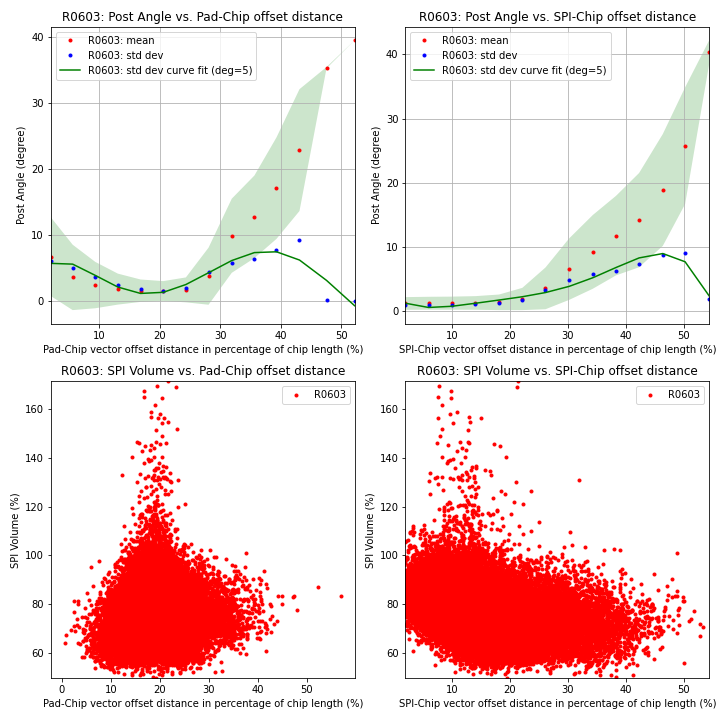 R0603: Post Angle vs. Pad-Chip offset distance
R0603: mean
R0603: std dev
R0603: std dev curve fit (deg=5)
Post Angle (degree)
40
30
20
10
0
10
20
30
40
50
Pad-Chip vector offset distance in percentage of chip length (%)
R0603: Post Angle vs. SPI-Chip offset distance
R0603: mean
R0603: std dev
R0603: std dev curve fit (deg=5)
Post Angle (degree)
40
30
20
10
0
10
20
30
40
50
SPI-Chip vector offset distance in percentage of chip length (%)
R0603: SPI Volume vs. Pad-Chip offset distance
R0603
SPI Volume (%)
160
140
120
100
80
60
0
10
20
30
40
50
Pad-Chip vector offset distance in percentage of chip length (%)
R0603: SPI Volume vs. SPI-Chip offset distance
R0603
SPI Volume (%)
160
140
120
100
80
60
10
20
30
40
50
SPI-Chip vector offset distance in percentage of chip length (%)